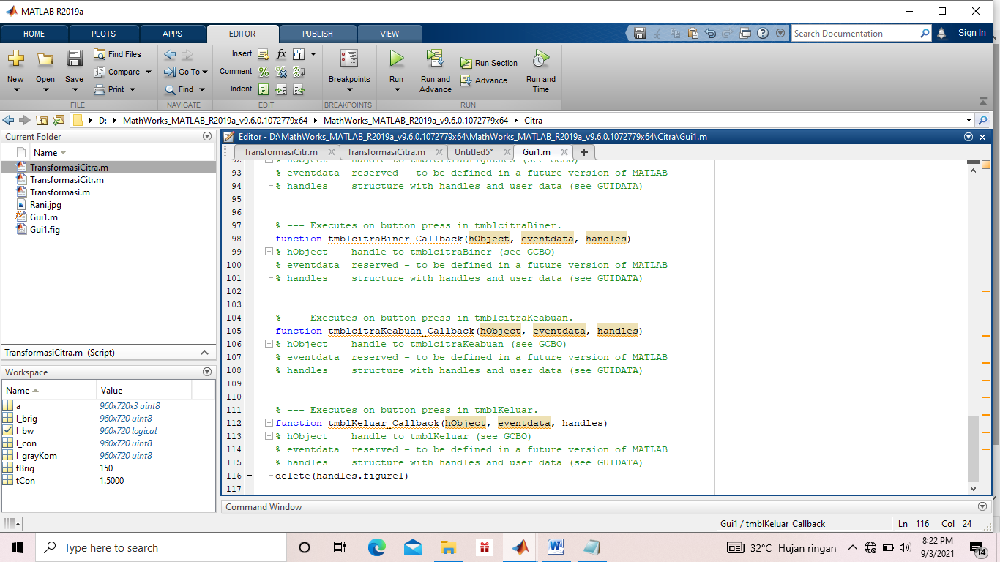 MATLAB R2019a
HOME PLOTS APPS EDITOR PUBLISH VIEW
Search Documentation
Sign In
New Open Save
Find Files
Compare
Print
FILE
Go To
Find
NAVIGATE
Insert fx
Comment
Indent
EDIT
Breakpoints
BREAKPOINTS
Run
Run and Advance
Run Section
Advance
Run and Time
RUN
D: MathWorks_MATLAB_R2019a_v9.6.0.1072779x64 MathWorks_MATLAB_R2019a_v9.6.0.1072779x64 Citra
Current Folder
Name
TransformasiCitra.m
TransformasiCitr.m
Transformasi.m
Rani.jpg
Gui1.m
Gui1.fig
TransformasiCitra.m (Script)
Workspace
Name Value
a 960x720x3 uint8
I_brig 960x720 uint8
I_bw 960x720 logical
I_con 960x720 uint8
I_grayKom 960x720 uint8
tBrig 150
tCon 1.5000
Editor - D:\MathWorks_MATLAB_R2019a_v9.6.0.1072779x64\MathWorks_MATLAB_R2019a_v9.6.0.1072779x64\Citra\Gui1.m
TransformasiCitr.m TransformasiCitra.m Untitled5* Gui1.m
92 % hObject handle to tmblcitraBrighthes (see GCBO)
93 % eventdata reserved - to be defined in a future version of MATLAB
94 % handles structure with handles and user data (see GUIDATA)
95
96
97 % --- Executes on button press in tmblcitraBiner.
98 function tmblcitraBiner_Callback(hObject, eventdata, handles)
99 % hObject handle to tmblcitraBiner (see GCBO)
100 % eventdata reserved - to be defined in a future version of MATLAB
101 % handles structure with handles and user data (see GUIDATA)
102
103
104 % --- Executes on button press in tmblcitraKeabuan.
105 function tmblcitraKeabuan_Callback(hObject, eventdata, handles)
106 % hObject handle to tmblcitraKeabuan (see GCBO)
107 % eventdata reserved - to be defined in a future version of MATLAB
108 % handles structure with handles and user data (see GUIDATA)
109
110
111 % --- Executes on button press in tmblKeluar.
112 function tmblKeluar_Callback(hObject, eventdata, handles)
113 % hObject handle to tmblKeluar (see GCBO)
114 % eventdata reserved - to be defined in a future version of MATLAB
115 % handles structure with handles and user data (see GUIDATA)
116 delete(handles.figure1)
117
Command Window
Gui1 / tmblKeluar_Callback Ln 116 Col 24
Type here to search
32°C Hujan ringan
8:22 PM
9/3/2021
14